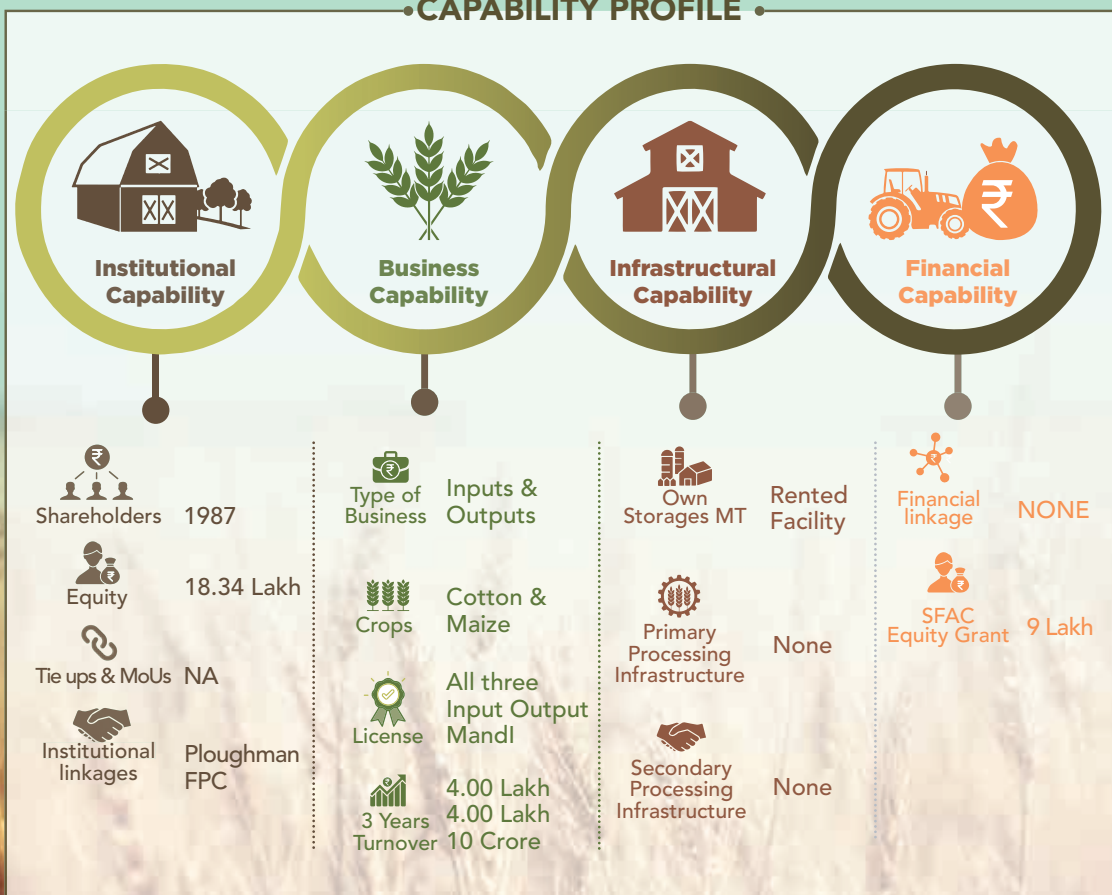 CAPABILITY PROFILE
Institutional
Capability
Business
Capability
Infrastructural
Capability
Financial
Capability
Shareholders 1987
Equity 18.34 Lakh
Tie ups & MoUs NA
Institutional
linkages
Ploughman
FPC
Type of
Business
Inputs &
Outputs
Crops
Cotton &
Maize
License
All three
Input Output
MandI
3 Years
Turnover
4.00 Lakh
4.00 Lakh
10 Crore
Own
Storages MT
Rented
Facility
Primary
Processing
Infrastructure
None
Secondary
Processing
Infrastructure
None
Financial
linkage
NONE
SFAC
Equity Grant
9 Lakh